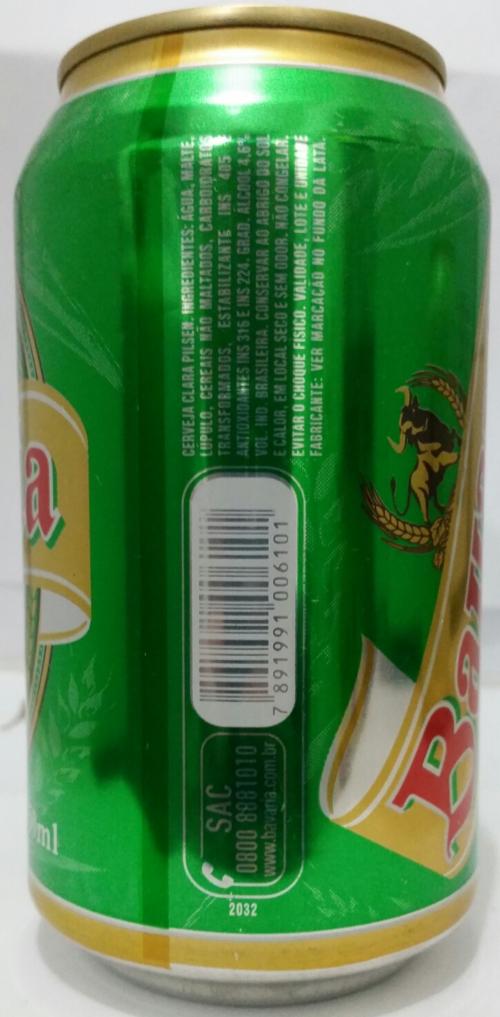 CERVEJA CLARA PILSEN. INGREDIENTES: ÁGUA, MALTE,
LÚPULO, CEREAIS NÃO MALTADOS, CARBOIDRATOS
TRANSFORMADOS, ESTABILIZANTE INS 405 E
ANTIOXIDANTES INS 316 E INS 224. GRAD. ALCOOL 4,6%
VOL. IND. BRASILEIRA. CONSERVAR AO ABRIGO DO SOL
E CALOR, EM LOCAL SECO E SEM ODOR. NÃO CONGELAR.
EVITAR O CHOQUE FÍSICO. VALIDADE, LOTE E UNIDADE
FABRICANTE: VER MARCAÇÃO NO FUNDO DA LATA.
7 891991 006101
SAC
0800 8881010
www.bavaria.com.br
2032
a
ml
Bava